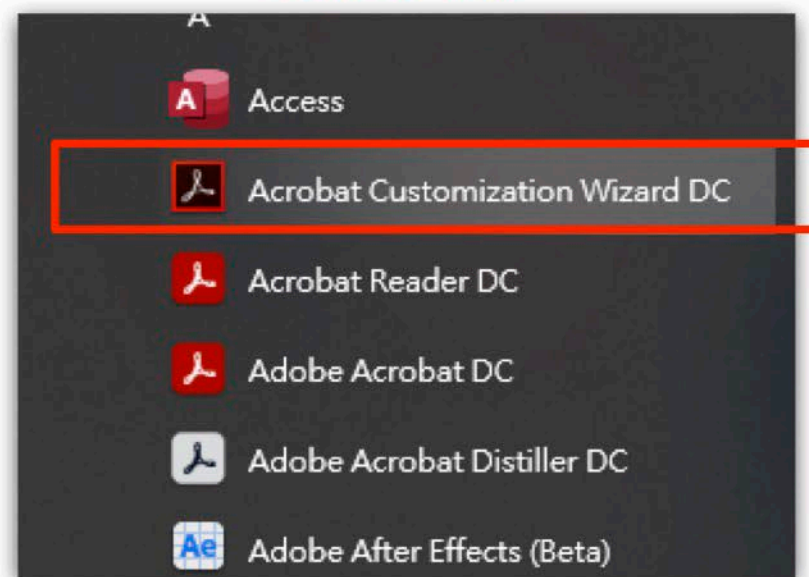 A
A Access
Acrobat Customization Wizard DC
Acrobat Reader DC
Adobe Acrobat DC
Adobe Acrobat Distiller DC
Ae Adobe After Effects (Beta)